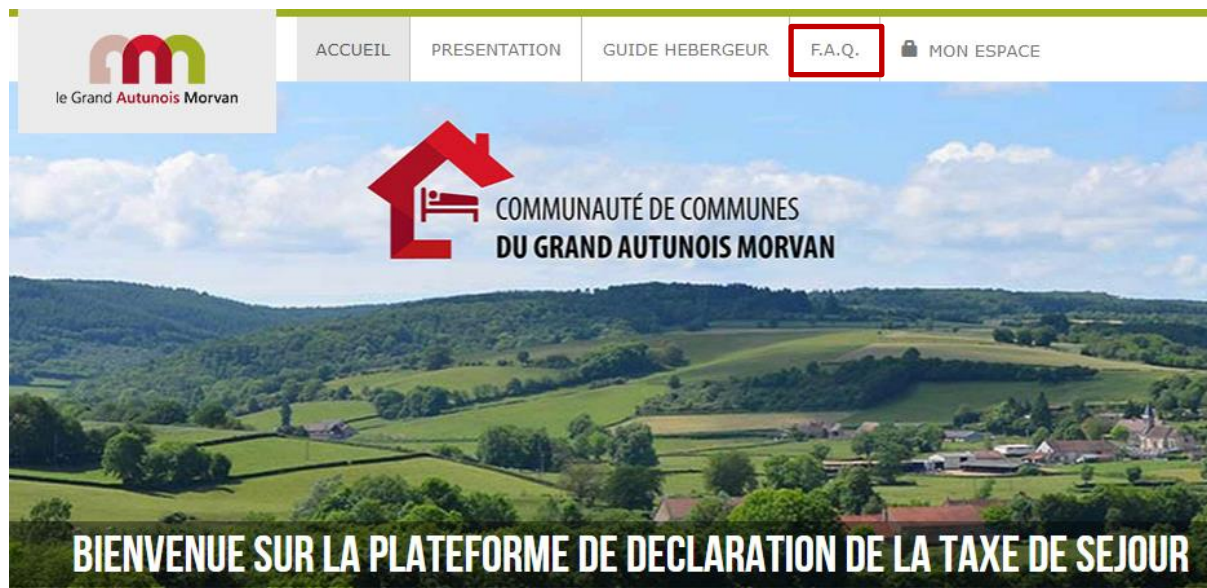 le Grand Autunois Morvan
ACCUEIL PRESENTATION GUIDE HEBERGEUR F.A.Q. MON ESPACE
COMMUNAUTÉ DE COMMUNES
DU GRAND AUTUNOIS MORVAN
BIENVENUE SUR LA PLATEFORME DE DECLARATION DE LA TAXE DE SEJOUR